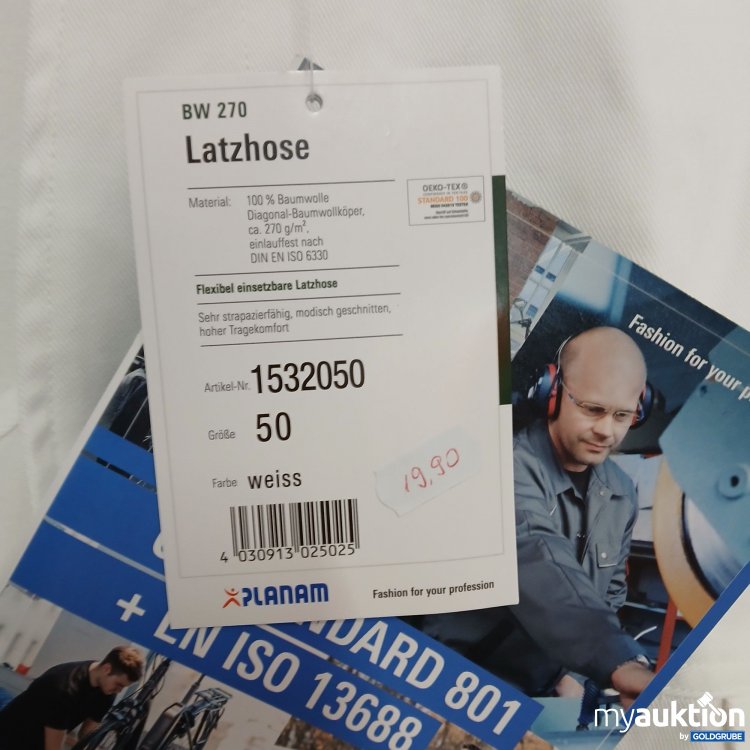 BW 270
Latzhose
Material: 100 % Baumwolle
Diagonal-Baumwollköper,
ca. 270 g/m²,
einlauffest nach
DIN EN ISO 6330
OEKO-TEX®
STANDARD 100
Flexibel einsetzbare Latzhose
Sehr strapazierfähig, modisch geschnitten,
hoher Tragekomfort
Artikel-Nr. 1532050
Größe 50
Farbe weiss
19,90
4 030913 025025
PLANAM
Fashion for your profession
Fashion for your p
NDARD 801
+ EN ISO 13688
myauktion
by GOLDGRUBE